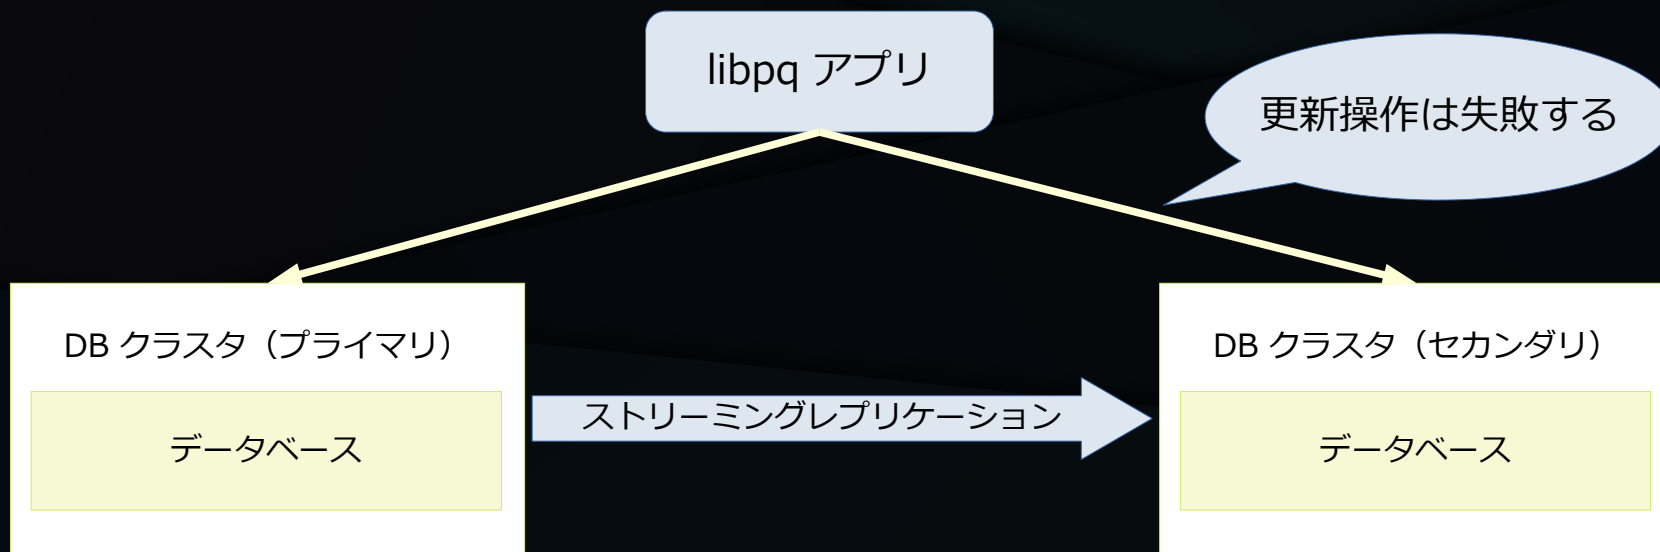 libpq アプリ
更新操作は失敗する
DB クラスタ（プライマリ）
DB クラスタ（セカンダリ）
ストリーミングレプリケーション
データベース
データベース